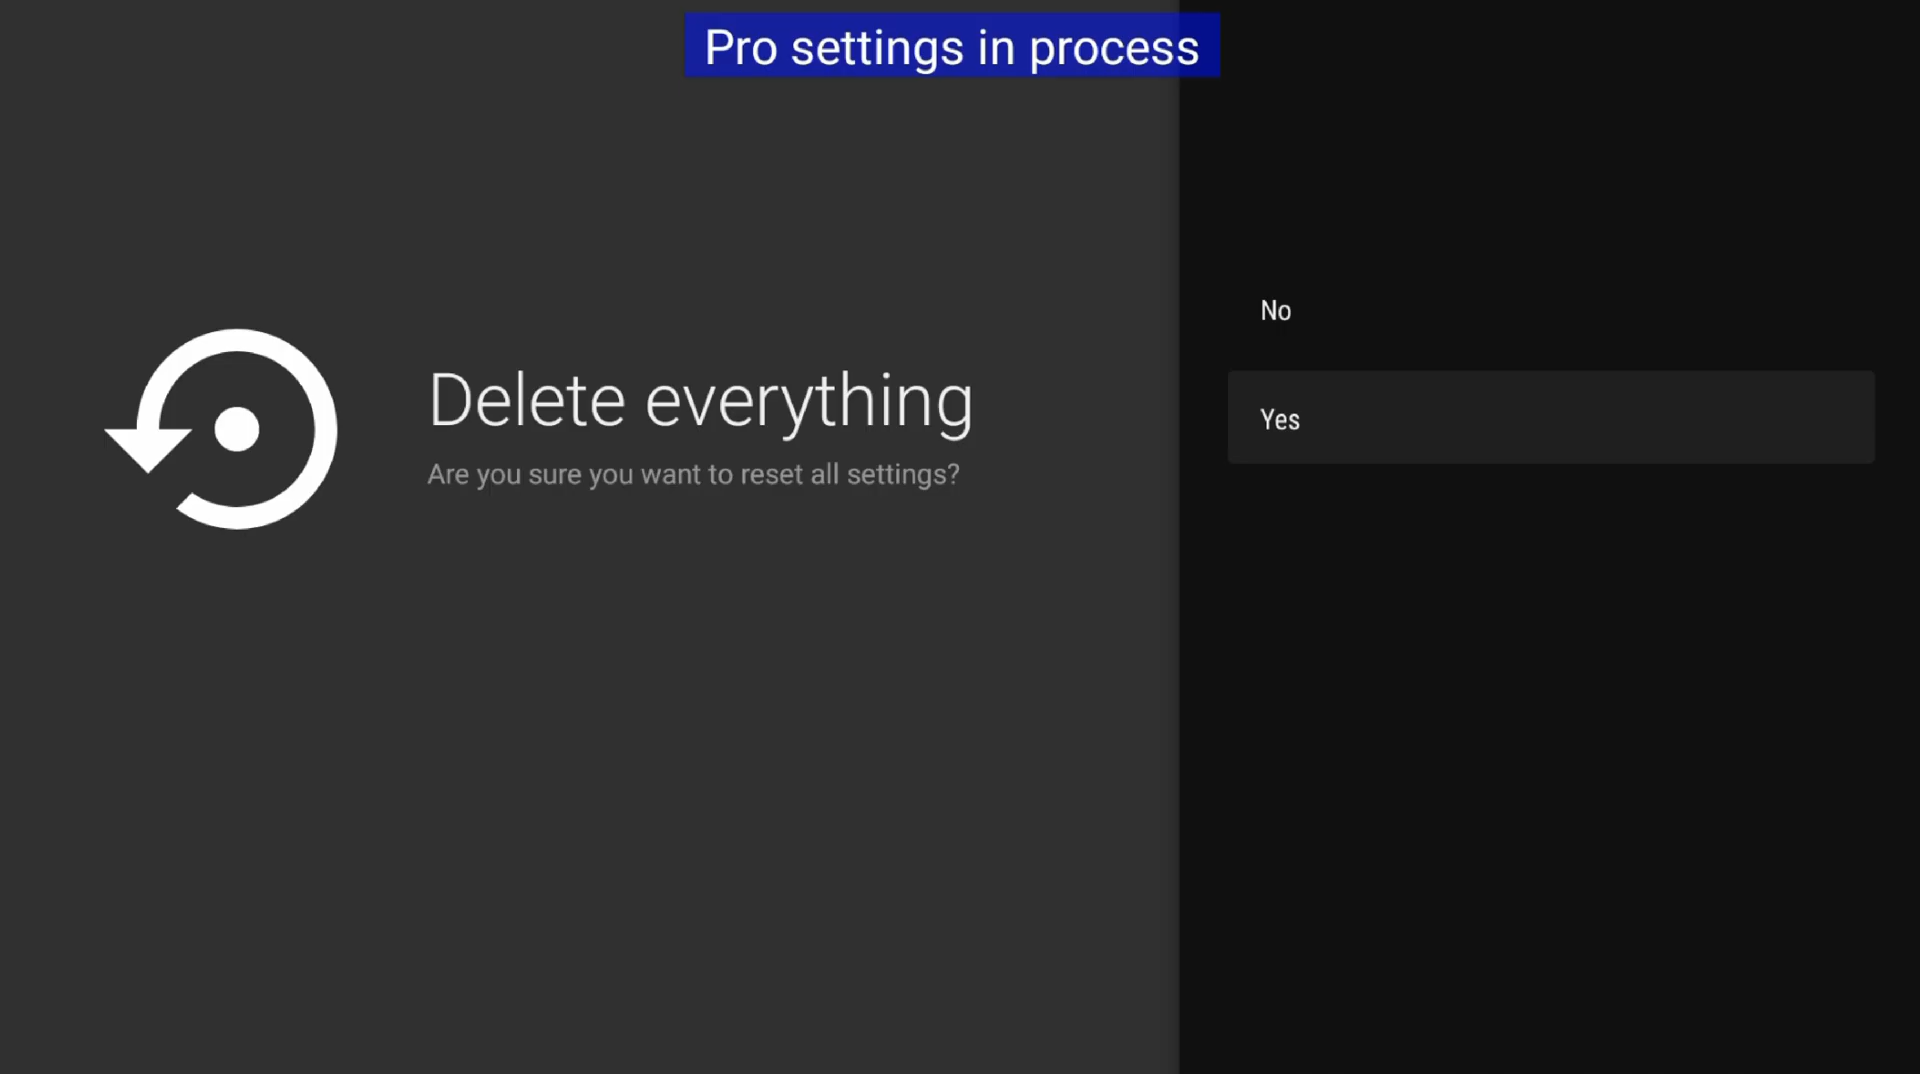 Pro settings in process
Delete everything
Are you sure you want to reset all settings?
No
Yes